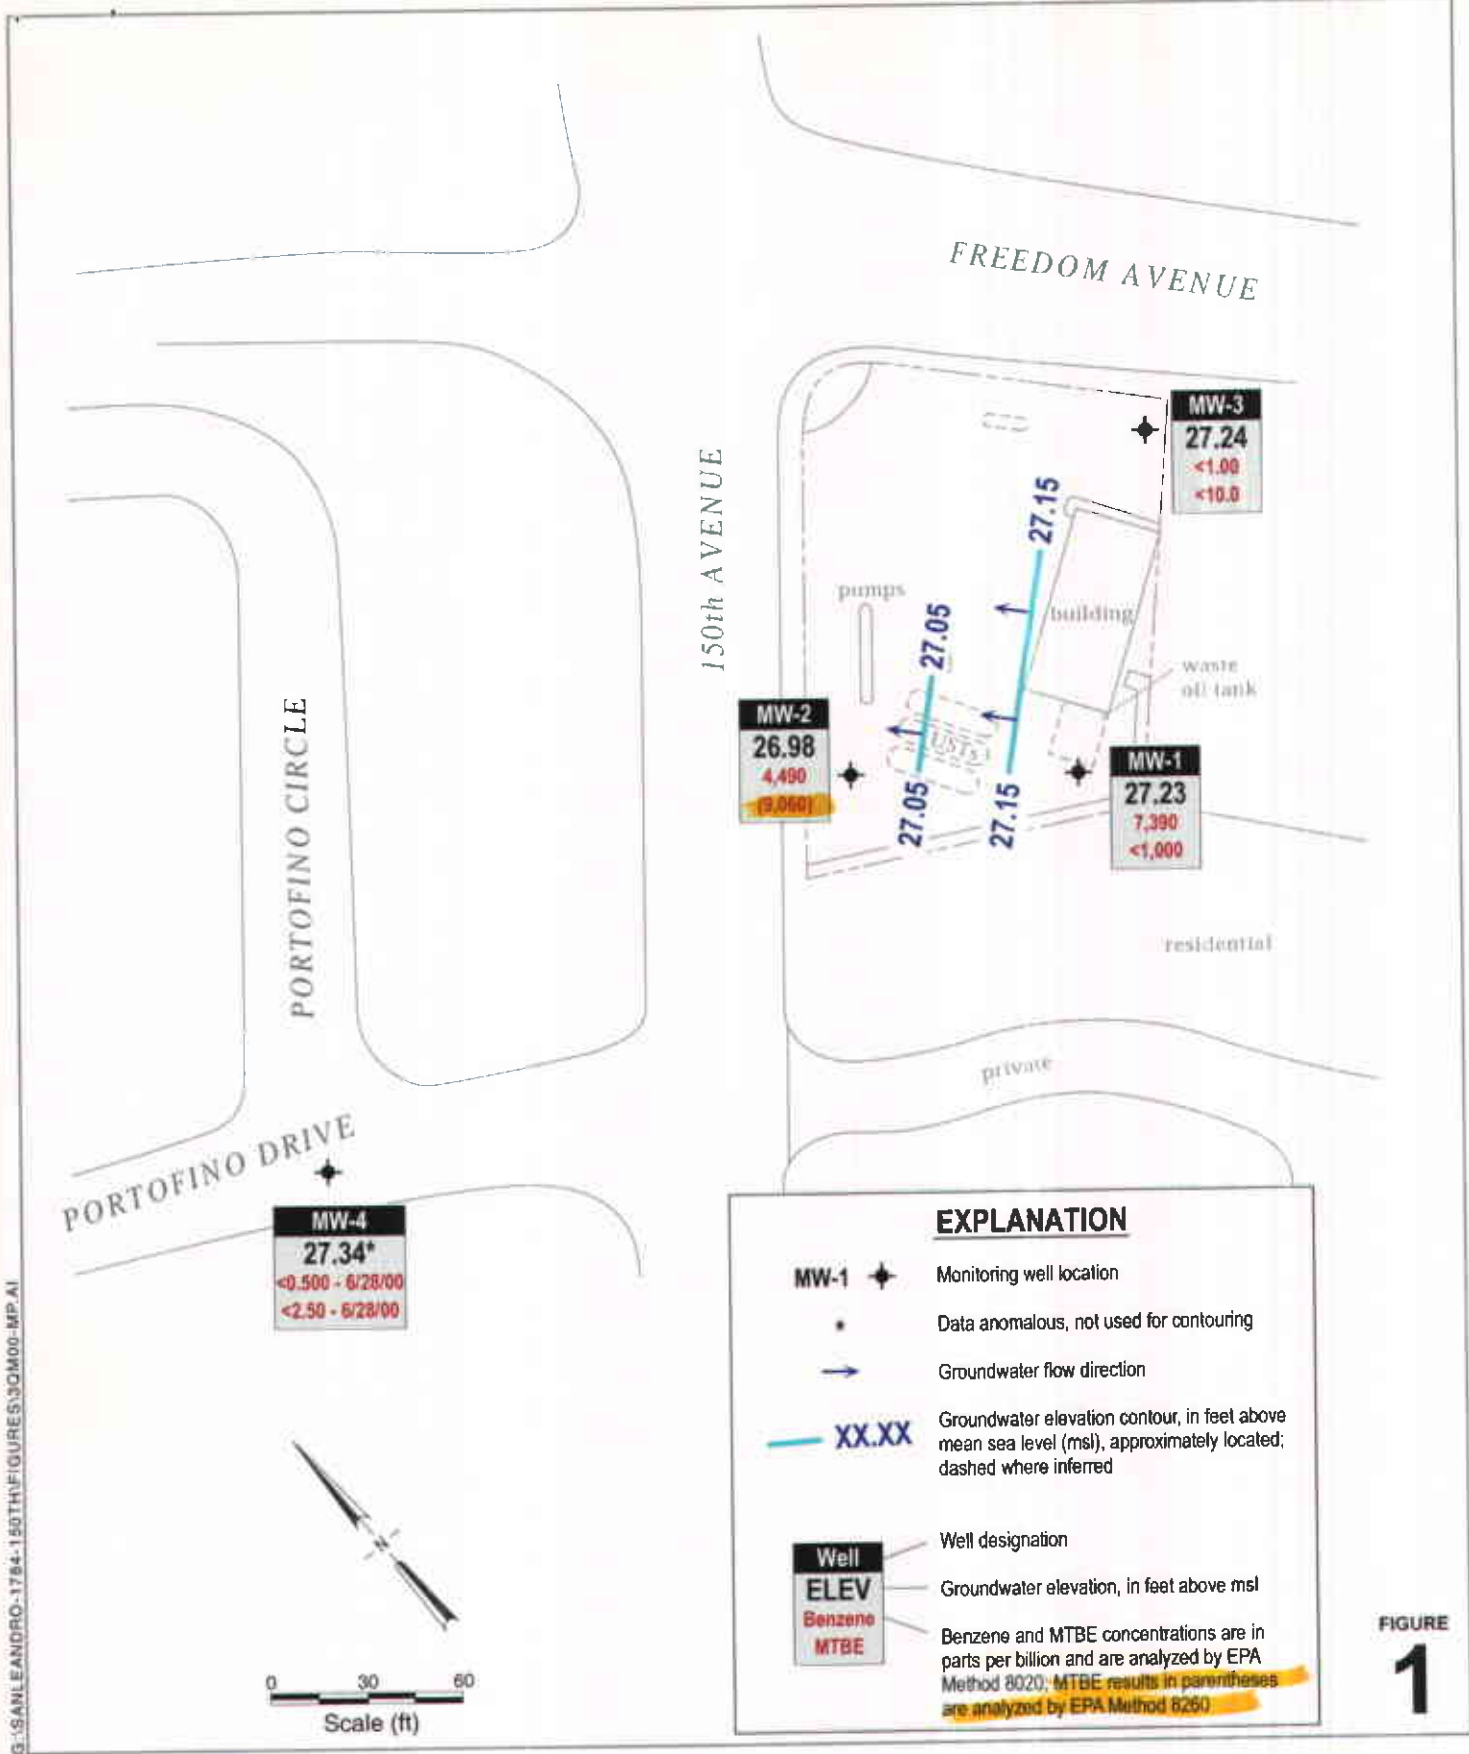 FREEDOM AVENUE
MW-3
27.24
<1.00
<10.0
150th AVENUE
27.15
pumps
building
27.05
waste
oil tank
PORTOFINO CIRCLE
MW-2
26.98
4,490
(9,060)
USTs
MW-1
27.23
7,390
<1,000
27.05
27.15
residential
private
PORTOFINO DRIVE
MW-4
27.34*
<0.500 - 6/28/00
<2.50 - 6/28/00
EXPLANATION
MW-1 Monitoring well location
* Data anomalous, not used for contouring
Groundwater flow direction
XX.XX Groundwater elevation contour, in feet above
mean sea level (msl), approximately located;
dashed where inferred
Well
ELEV
Benzene
MTBE
Well designation
Groundwater elevation, in feet above msl
Benzene and MTBE concentrations are in
parts per billion and are analyzed by EPA
Method 8020; MTBE results in parentheses
are analyzed by EPA Method 8260
N
0 30 60
Scale (ft)
FIGURE
1
G:\SANLEANDRO-1784-150TH\FIGURES\3QM00-MP.AI